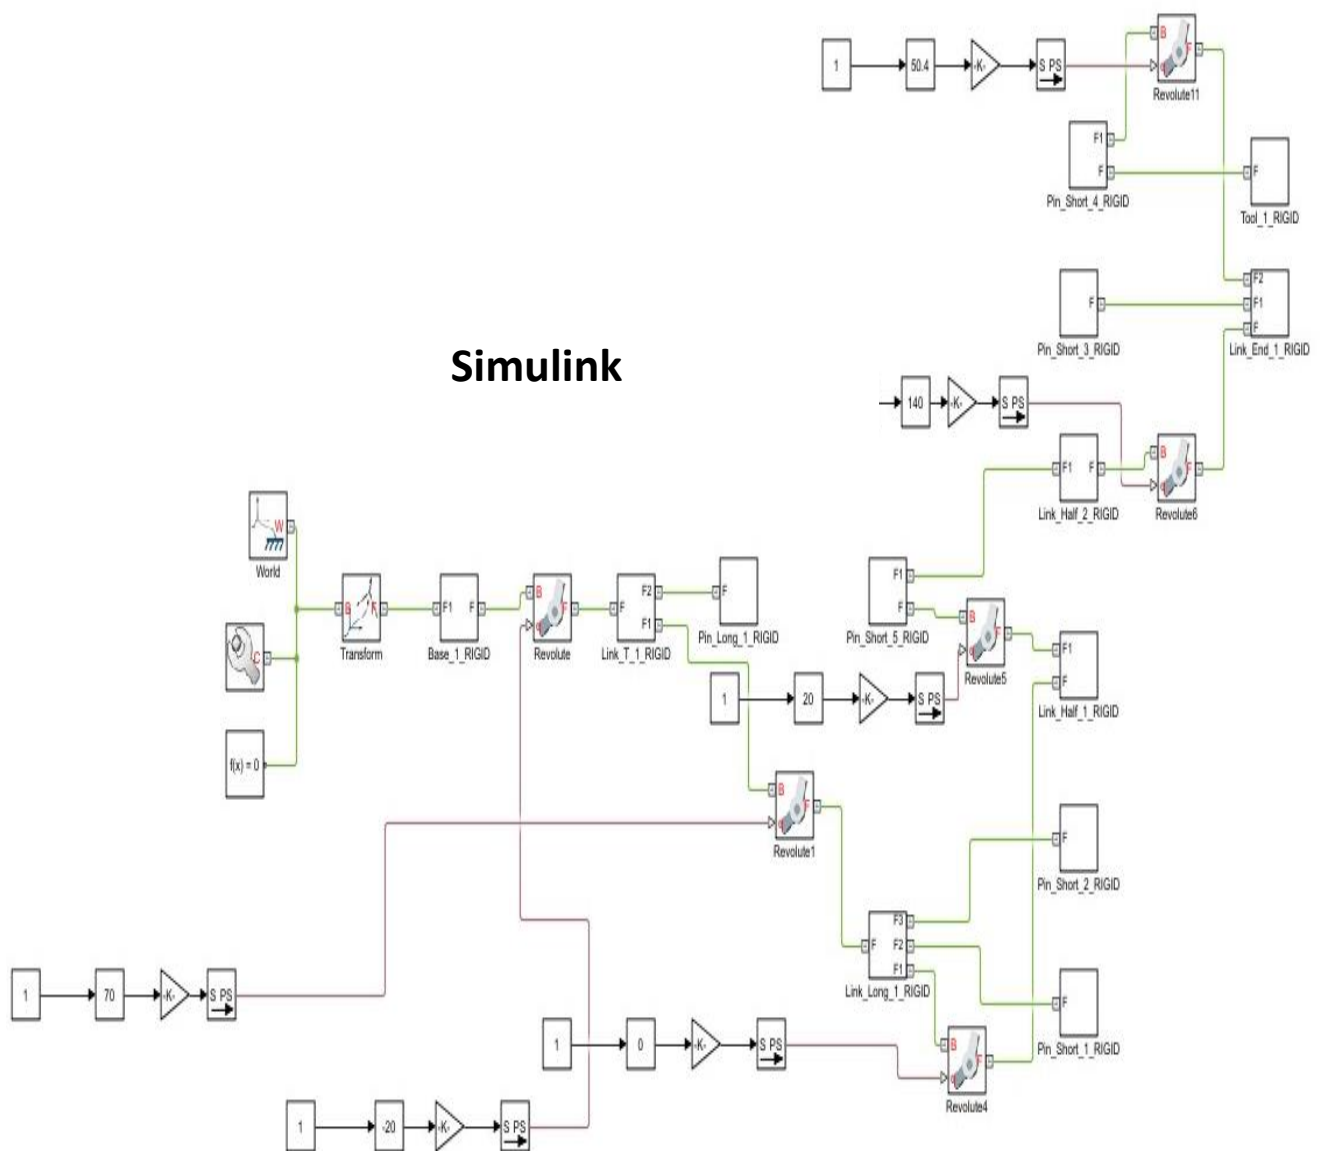 B
1
50.4
-K-
S PS
F
q
Revolute11
F1
F
F
Pin_Short_4_RIGID
Tool_1_RIGID
F2
F
F1
F
Pin_Short_3_RIGID
Link_End_1_RIGID
Simulink
140
-K-
S PS
B
F1 F
F
q
Link_Half_2_RIGID
Revolute6
W
World
F1
F
B F
F1 F
B
F
q
F2
F
F1
F
B
F
q
Pin_Short_5_RIGID
Pin_Long_1_RIGID
Transform
Base_1_RIGID
Revolute
Link_T_1_RIGID
C
F1
F
Revolute5
1
20
-K-
S PS
Link_Half_1_RIGID
f(x) = 0
B
F
q
Revolute1
F
Pin_Short_2_RIGID
F3
F F2
F1
Link_Long_1_RIGID
1
70
-K-
S PS
F
Pin_Short_1_RIGID
1
0
-K-
S PS
B
F
q
Revolute4
1
-20
-K-
S PS